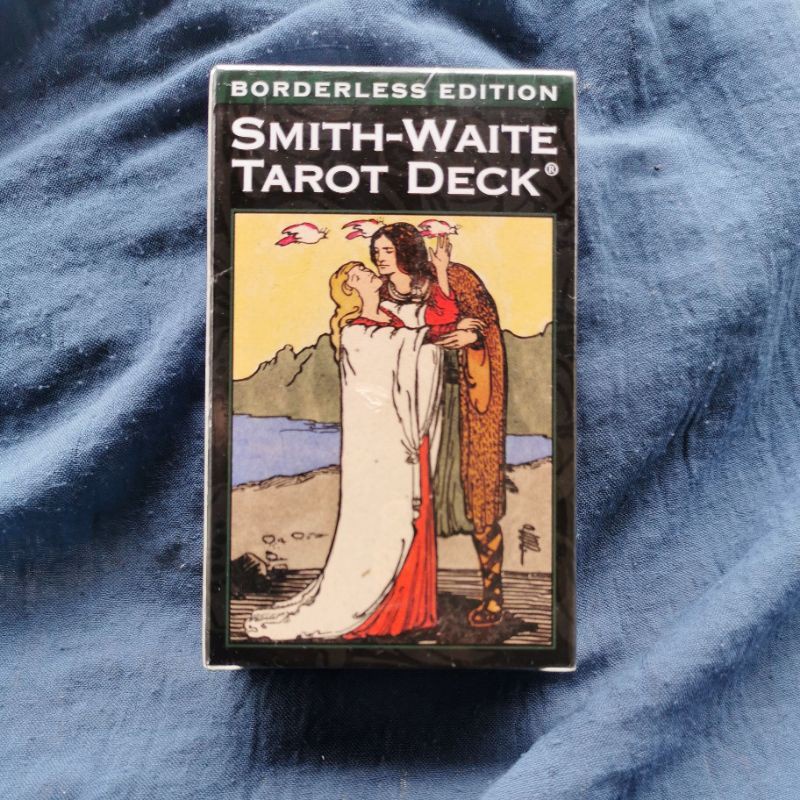 BORDERLESS EDITION
SMITH-WAITE
TAROT DECK®